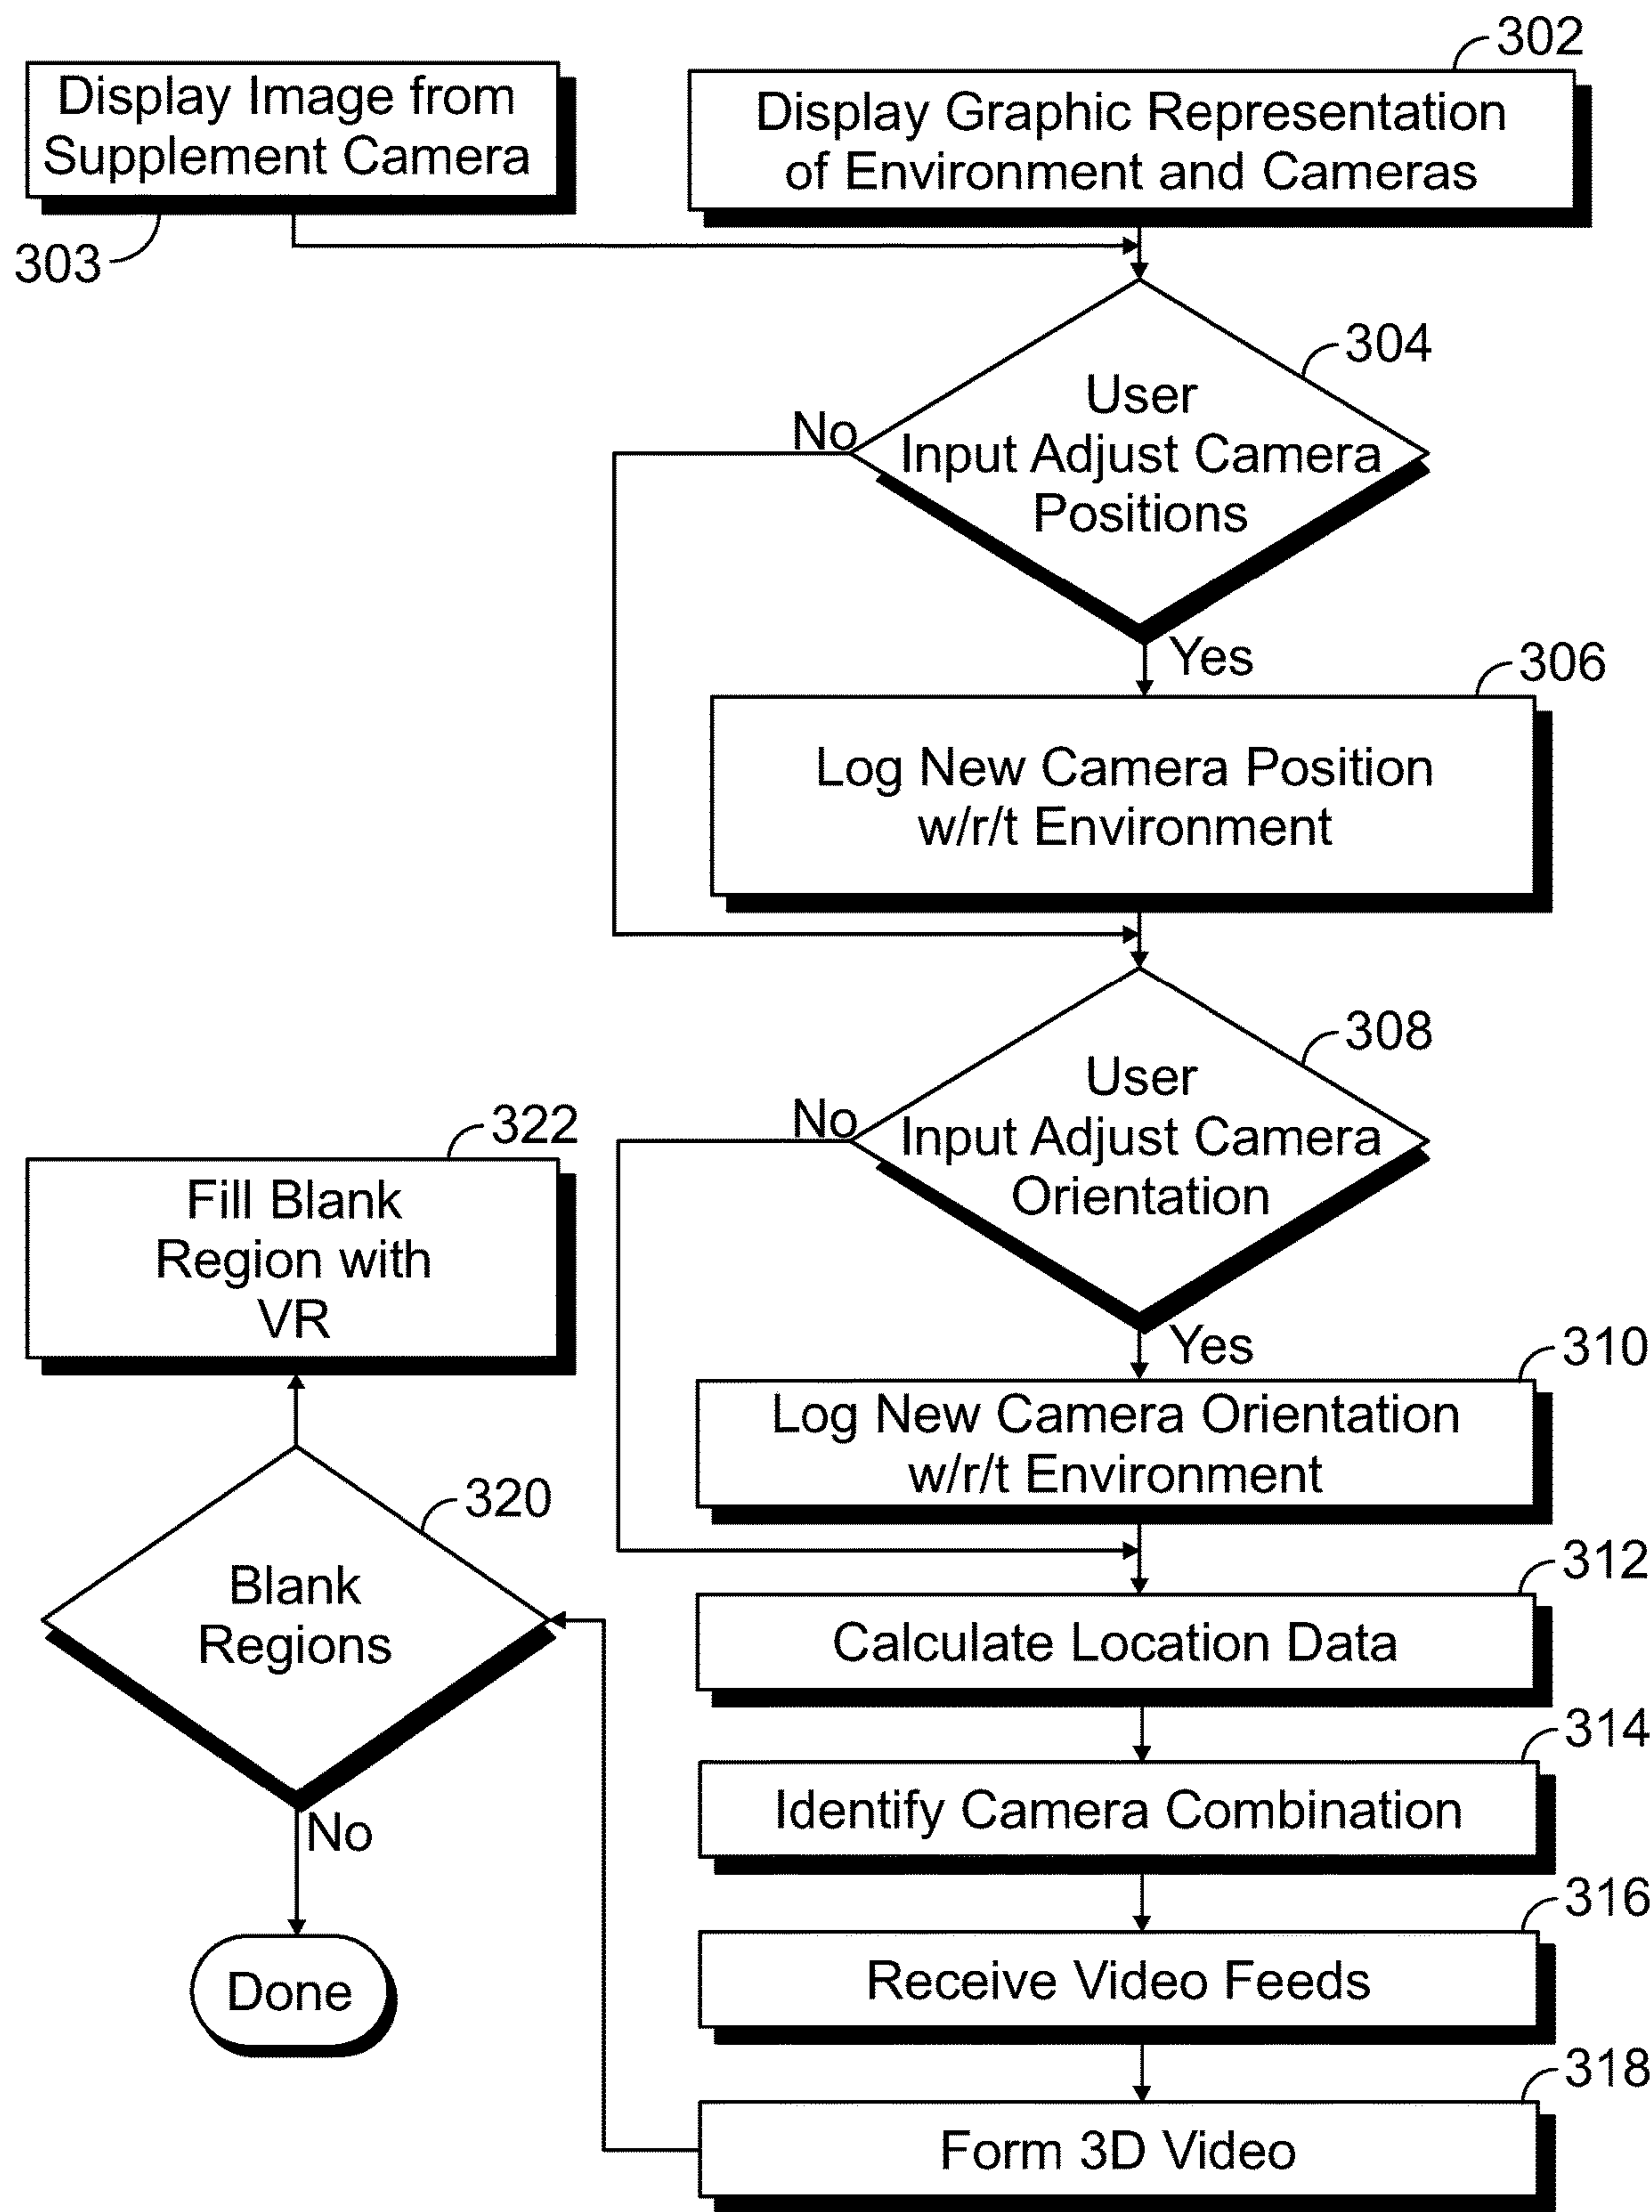 302
Display Image from
Supplement Camera
303
Display Graphic Representation
of Environment and Cameras
304
User
Input Adjust Camera
Positions
No
Yes
306
Log New Camera Position
w/r/t Environment
308
User
Input Adjust Camera
Orientation
No
Yes
310
Log New Camera Orientation
w/r/t Environment
312
Calculate Location Data
314
Identify Camera Combination
316
Receive Video Feeds
318
Form 3D Video
320
Blank
Regions
322
Fill Blank
Region with
VR
No
Done